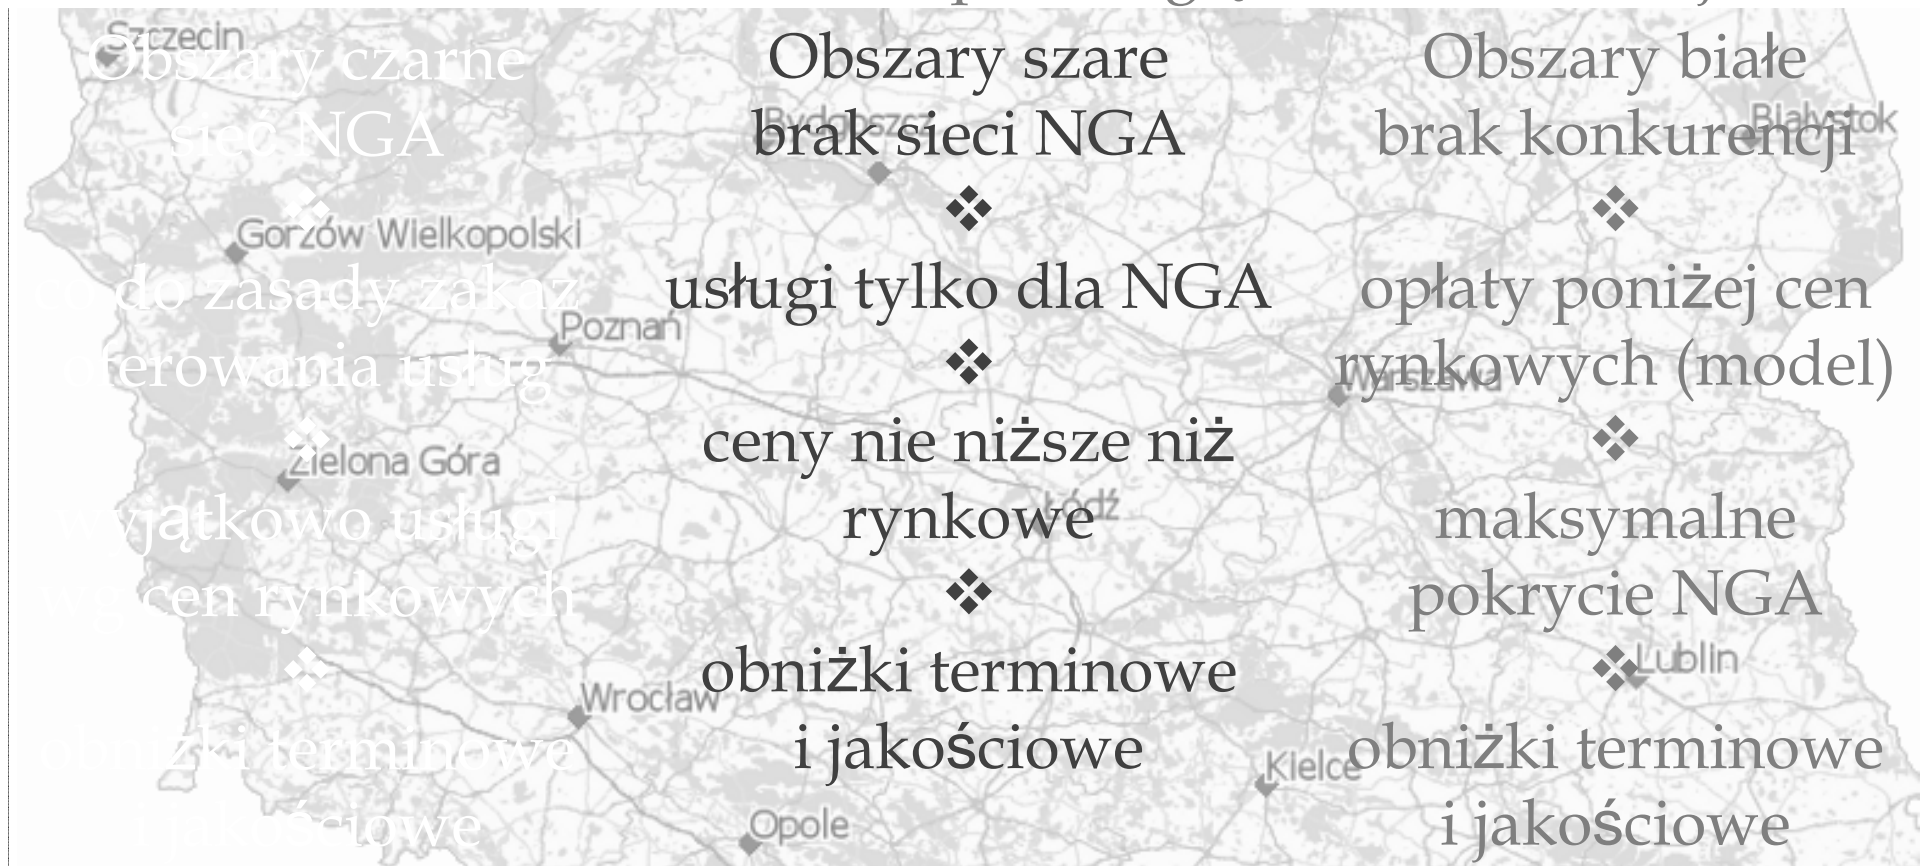 Obszary czarne
sieć NGA
❖
co do zasady zakaz
oferowania usług
❖
wyjątkowo usługi
wg cen rynkowych
❖
obniżki terminowe
i jakościowe
Obszary szare
brak sieci NGA
❖
usługi tylko dla NGA
❖
ceny nie niższe niż
rynkowe
❖
obniżki terminowe
i jakościowe
Obszary białe
brak konkurencji
❖
opłaty poniżej cen
rynkowych (model)
❖
maksymalne
pokrycie NGA
❖
obniżki terminowe
i jakościowe
Szczecin
Bydgoszcz
Białystok
Gorzów Wielkopolski
Poznań
Warszawa
Zielona Góra
Łódź
Lublin
Wrocław
Kielce
Opole